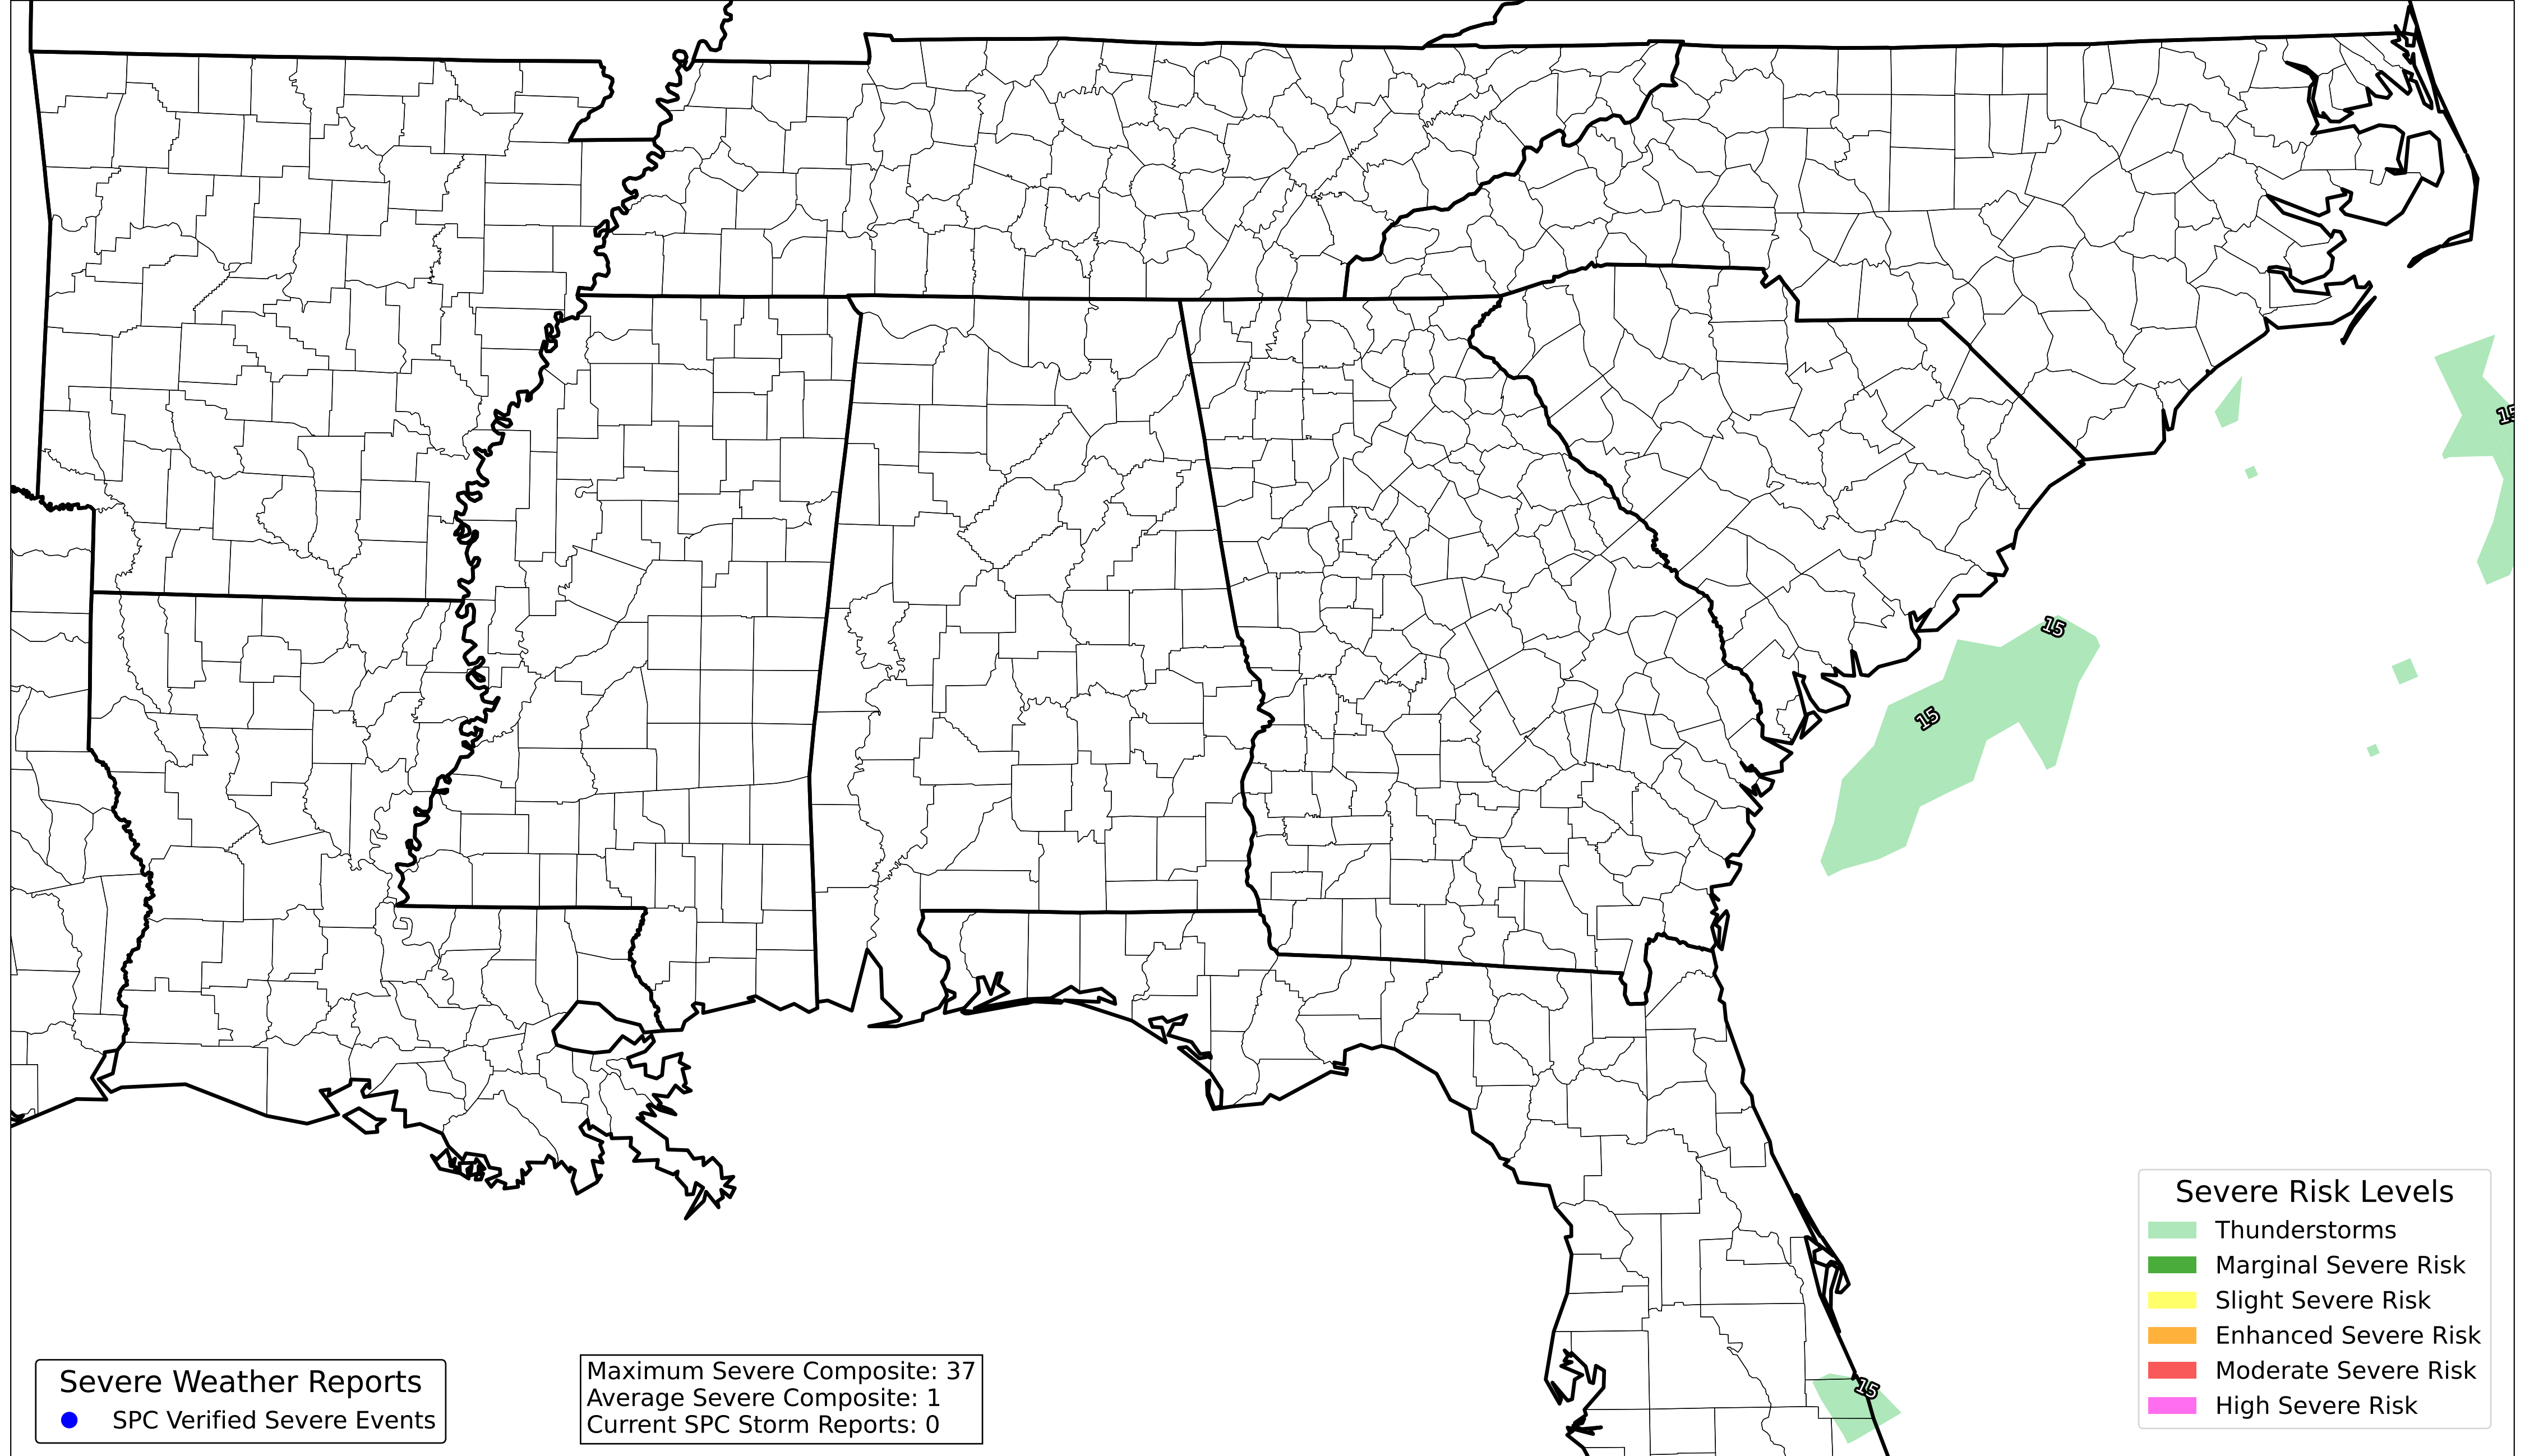 15
15
15
15
Severe Risk Levels
Thunderstorms
Marginal Severe Risk
Slight Severe Risk
Enhanced Severe Risk
Moderate Severe Risk
High Severe Risk
Severe Weather Reports
SPC Verified Severe Events
Maximum Severe Composite: 37
Average Severe Composite: 1
Current SPC Storm Reports: 0